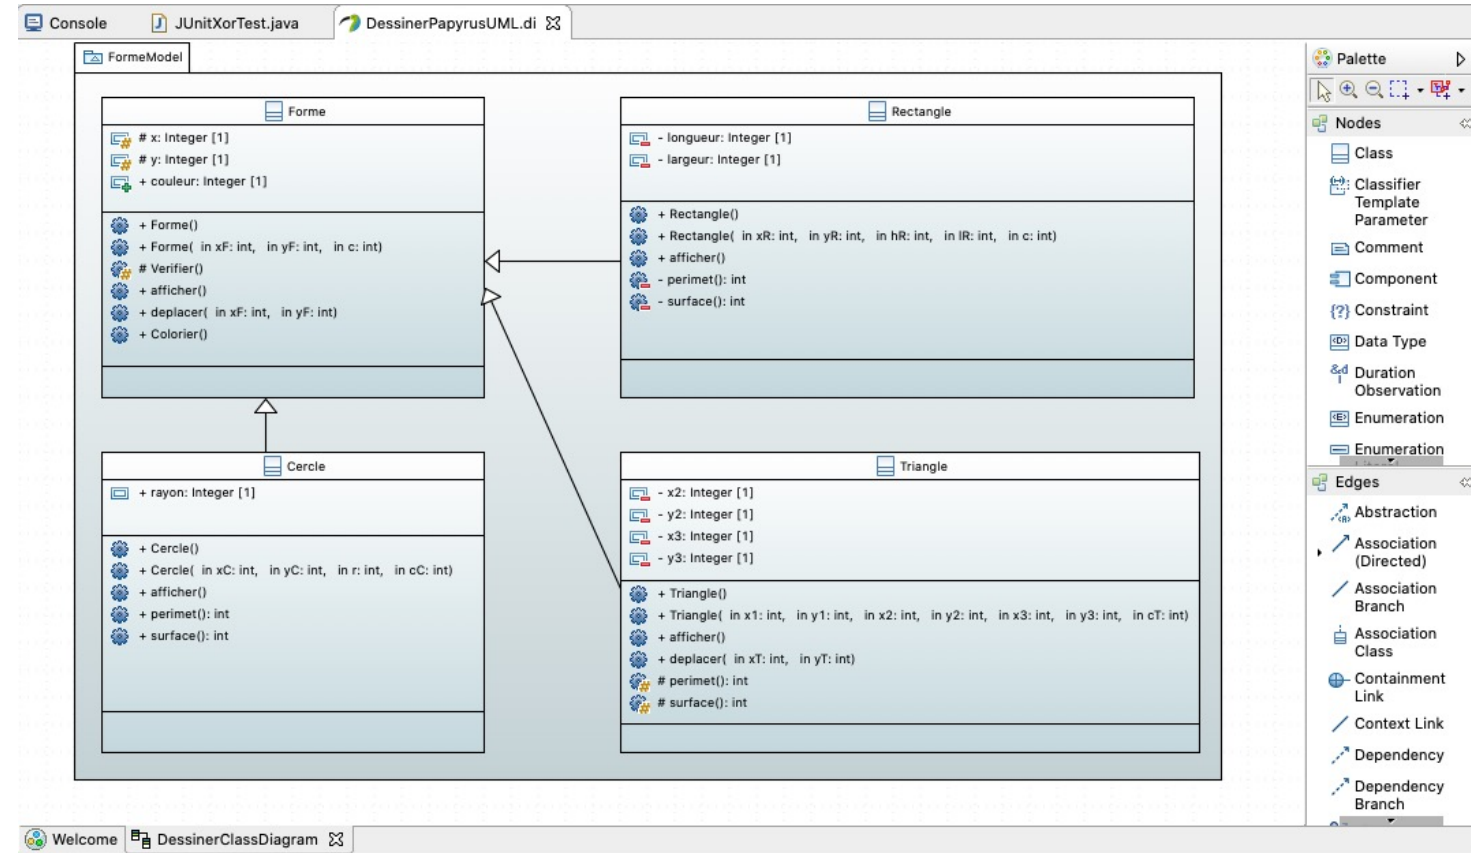 Console
JUnitXorTest.java
DessinerPapyrusUML.di
FormeModel
Forme
# x: Integer [1]
# y: Integer [1]
+ couleur: Integer [1]
+ Forme()
+ Forme( in xF: int, in yF: int, in c: int)
# Verifier()
+ afficher()
+ deplacer( in xF: int, in yF: int)
+ Colorier()
Rectangle
- longueur: Integer [1]
- largeur: Integer [1]
+ Rectangle()
+ Rectangle( in xR: int, in yR: int, in hR: int, in lR: int, in c: int)
+ afficher()
- perimet(): int
- surface(): int
Cercle
+ rayon: Integer [1]
+ Cercle()
+ Cercle( in xC: int, in yC: int, in r: int, in cC: int)
+ afficher()
+ perimet(): int
+ surface(): int
Triangle
- x2: Integer [1]
- y2: Integer [1]
- x3: Integer [1]
- y3: Integer [1]
+ Triangle()
+ Triangle( in x1: int, in y1: int, in x2: int, in y2: int, in x3: int, in y3: int, in cT: int)
+ afficher()
+ deplacer( in xT: int, in yT: int)
# perimet(): int
# surface(): int
Palette
Nodes
Class
Classifier
Template
Parameter
Comment
Component
Constraint
Data Type
Duration
Observation
Enumeration
Enumeration
Edges
Abstraction
Association
(Directed)
Association
Branch
Association
Class
Containment
Link
Context Link
Dependency
Dependency
Branch
Welcome
DessinerClassDiagram